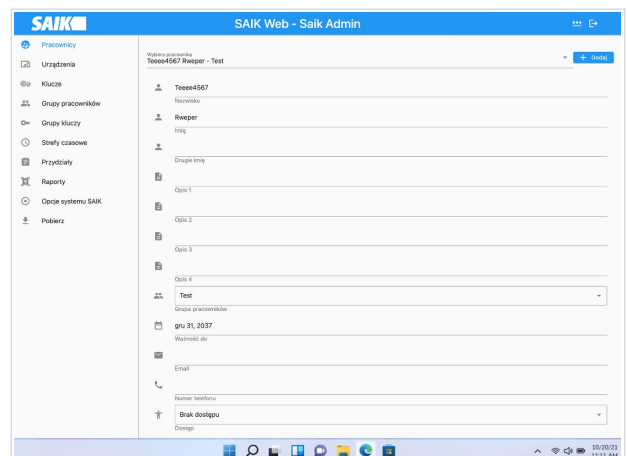 SAIK
SAIK Web - Saik Admin
Pracownicy
Urządzenia
Klucze
Grupy pracowników
Grupy kluczy
Strefy czasowe
Przydziały
Raporty
Opcje systemu SAIK
Pobierz
Wybierz pracownika
Teeee4567 Rweper - Test
+ Dodaj
Teeee4567
Nazwisko
Rweper
Imię
Drugie imię
Opis 1
Opis 2
Opis 3
Opis 4
Test
Grupa pracowników
gru 31, 2037
Ważność do
Email
Numer telefonu
Brak dostępu
Dostęp
10/20/21
11:11 AM